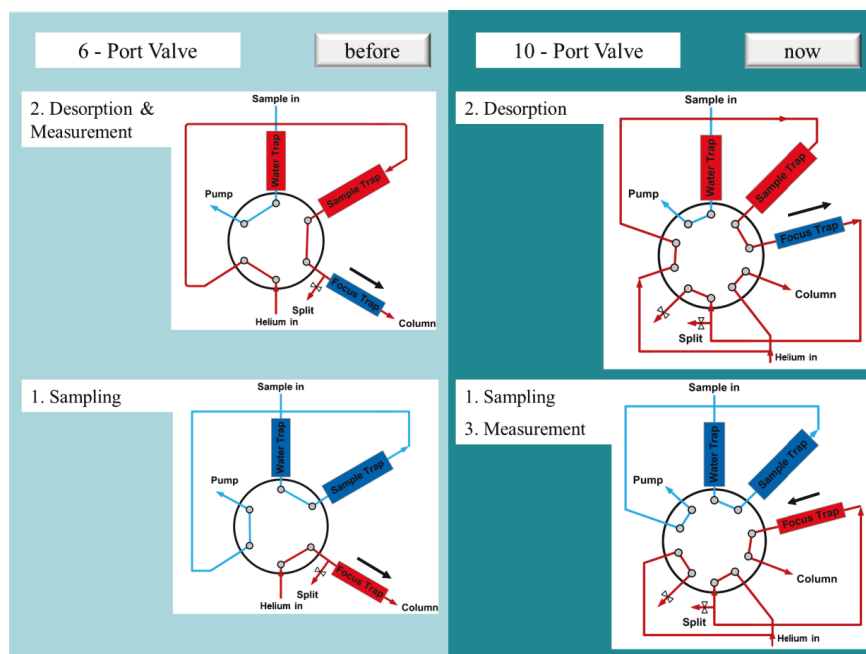 6 - Port Valve
before
2. Desorption &
Measurement
Sample in
Water Trap
Sample Trap
Pump
Focus Trap
Split
Helium in
Column
1. Sampling
Sample in
Water Trap
Sample Trap
Pump
Focus Trap
Split
Helium in
Column
10 - Port Valve
now
2. Desorption
Sample in
Water Trap
Sample Trap
Pump
Focus Trap
Column
Split
Helium in
1. Sampling
3. Measurement
Sample in
Water Trap
Sample Trap
Pump
Focus Trap
Column
Split
Helium in